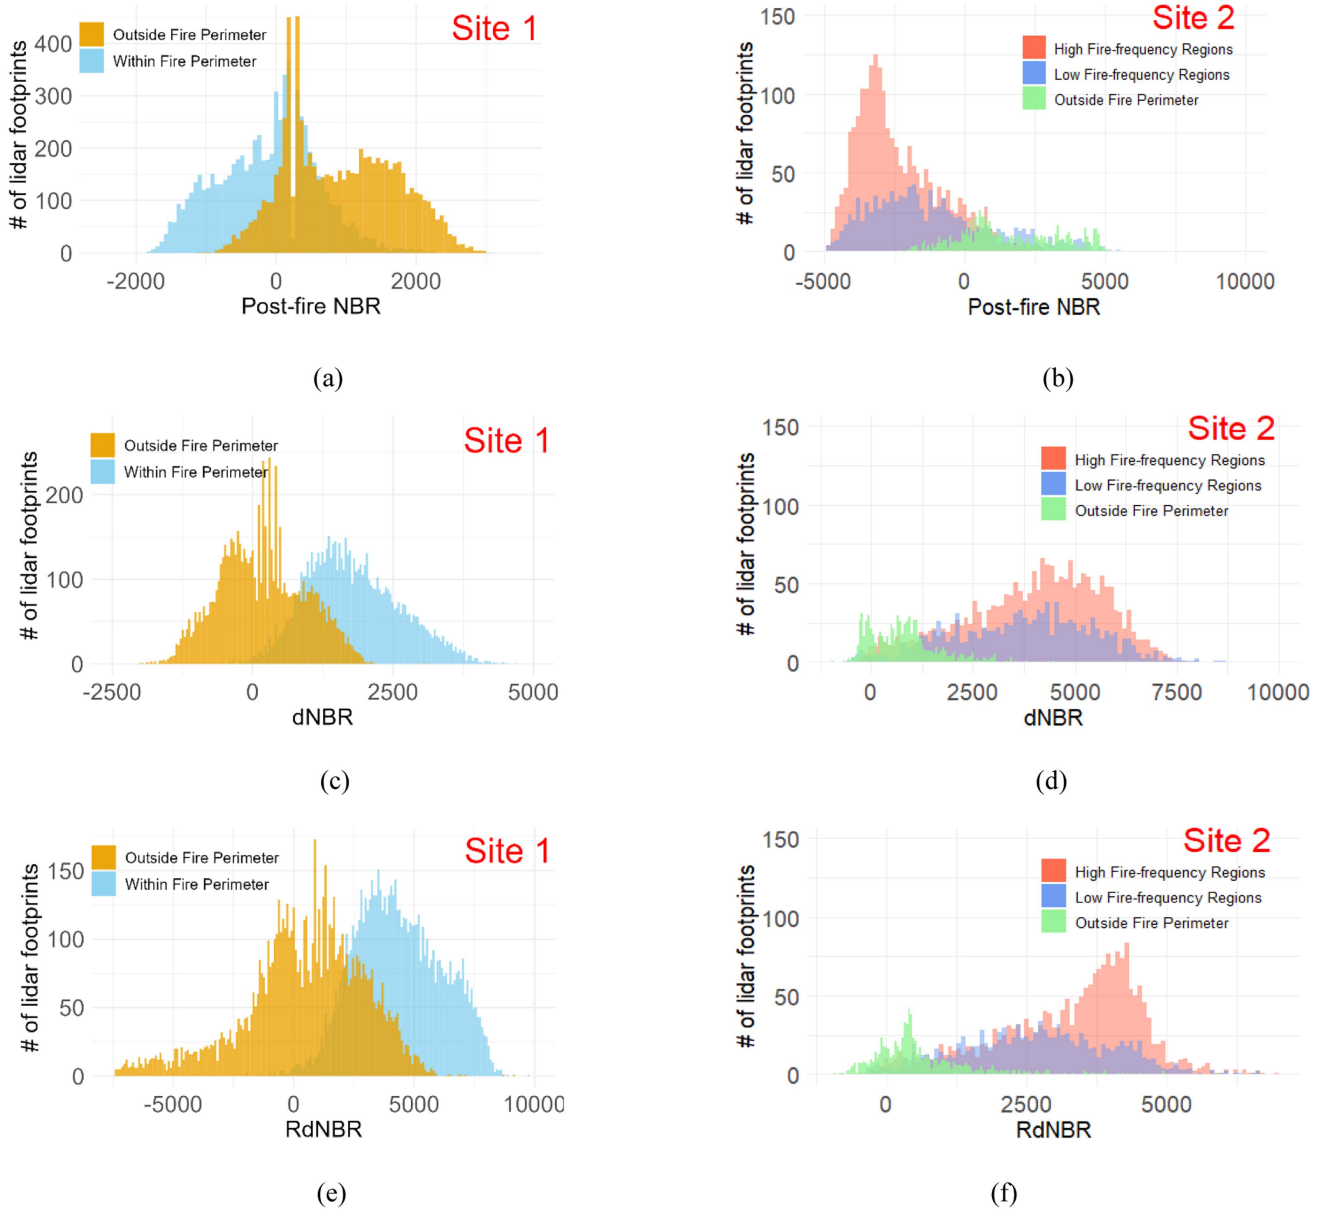 Site 1
Outside Fire Perimeter
Within Fire Perimeter
# of lidar footprints
400
300
200
100
0
-2000 0 2000
Post-fire NBR
(a)
Site 2
High Fire-frequency Regions
Low Fire-frequency Regions
Outside Fire Perimeter
# of lidar footprints
150
100
50
0
-5000 0 5000 10000
Post-fire NBR
(b)
Site 1
Outside Fire Perimeter
Within Fire Perimeter
# of lidar footprints
200
100
0
-2500 0 2500 5000
dNBR
(c)
Site 2
High Fire-frequency Regions
Low Fire-frequency Regions
Outside Fire Perimeter
# of lidar footprints
150
100
50
0
0 2500 5000 7500 10000
dNBR
(d)
Site 1
Outside Fire Perimeter
Within Fire Perimeter
# of lidar footprints
150
100
50
0
-5000 0 5000 10000
RdNBR
(e)
Site 2
High Fire-frequency Regions
Low Fire-frequency Regions
Outside Fire Perimeter
# of lidar footprints
150
100
50
0
0 2500 5000
RdNBR
(f)